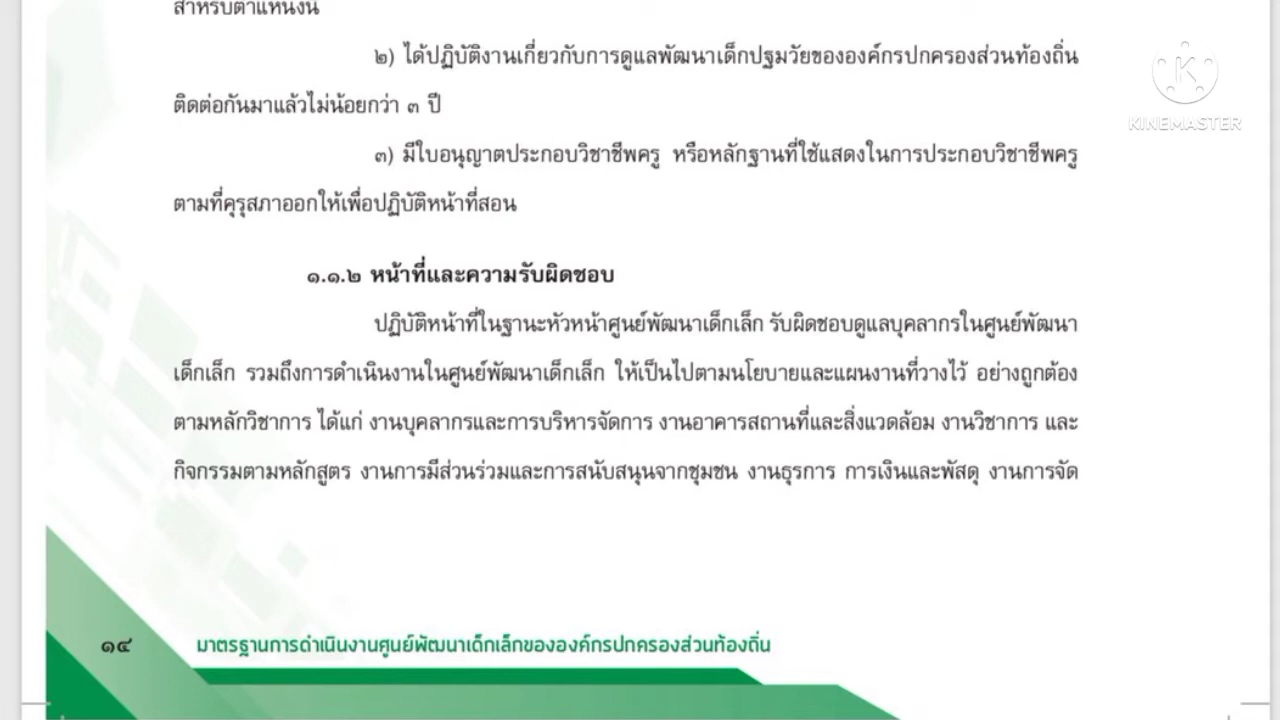 สำหรับตำแหน่งนี้
๒) ได้ปฏิบัติงานเกี่ยวกับการดูแลพัฒนาเด็กปฐมวัยขององค์กรปกครองส่วนท้องถิ่น
ติดต่อกันมาแล้วไม่น้อยกว่า ๓ ปี
๓) มีใบอนุญาตประกอบวิชาชีพครู หรือหลักฐานที่ใช้แสดงในการประกอบวิชาชีพครู
ตามที่คุรุสภาออกให้เพื่อปฏิบัติหน้าที่สอน
๑.๑.๒ หน้าที่และความรับผิดชอบ
ปฏิบัติหน้าที่ในฐานะหัวหน้าศูนย์พัฒนาเด็กเล็ก รับผิดชอบดูแลบุคลากรในศูนย์พัฒนา
เด็กเล็ก รวมถึงการดำเนินงานในศูนย์พัฒนาเด็กเล็ก ให้เป็นไปตามนโยบายและแผนงานที่วางไว้ อย่างถูกต้อง
ตามหลักวิชาการ ได้แก่ งานบุคลากรและการบริหารจัดการ งานอาคารสถานที่และสิ่งแวดล้อม งานวิชาการ และ
กิจกรรมตามหลักสูตร งานการมีส่วนร่วมและการสนับสนุนจากชุมชน งานธุรการ การเงินและพัสดุ งานการจัด
๑๔ มาตรฐานการดำเนินงานศูนย์พัฒนาเด็กเล็กขององค์กรปกครองส่วนท้องถิ่น
K
KINEMASTER